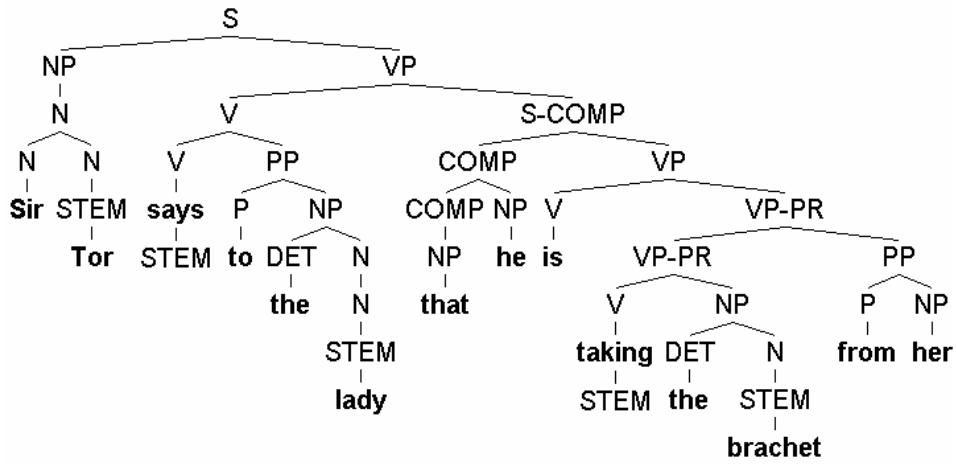 S
NP VP
N V S-COMP
N N V PP COMP VP
Sir STEM says P NP COMP NP V VP-PR
Tor STEM to DET N NP he is VP-PR PP
the N that V NP P NP
STEM taking DET N from her
lady STEM the STEM
brachet